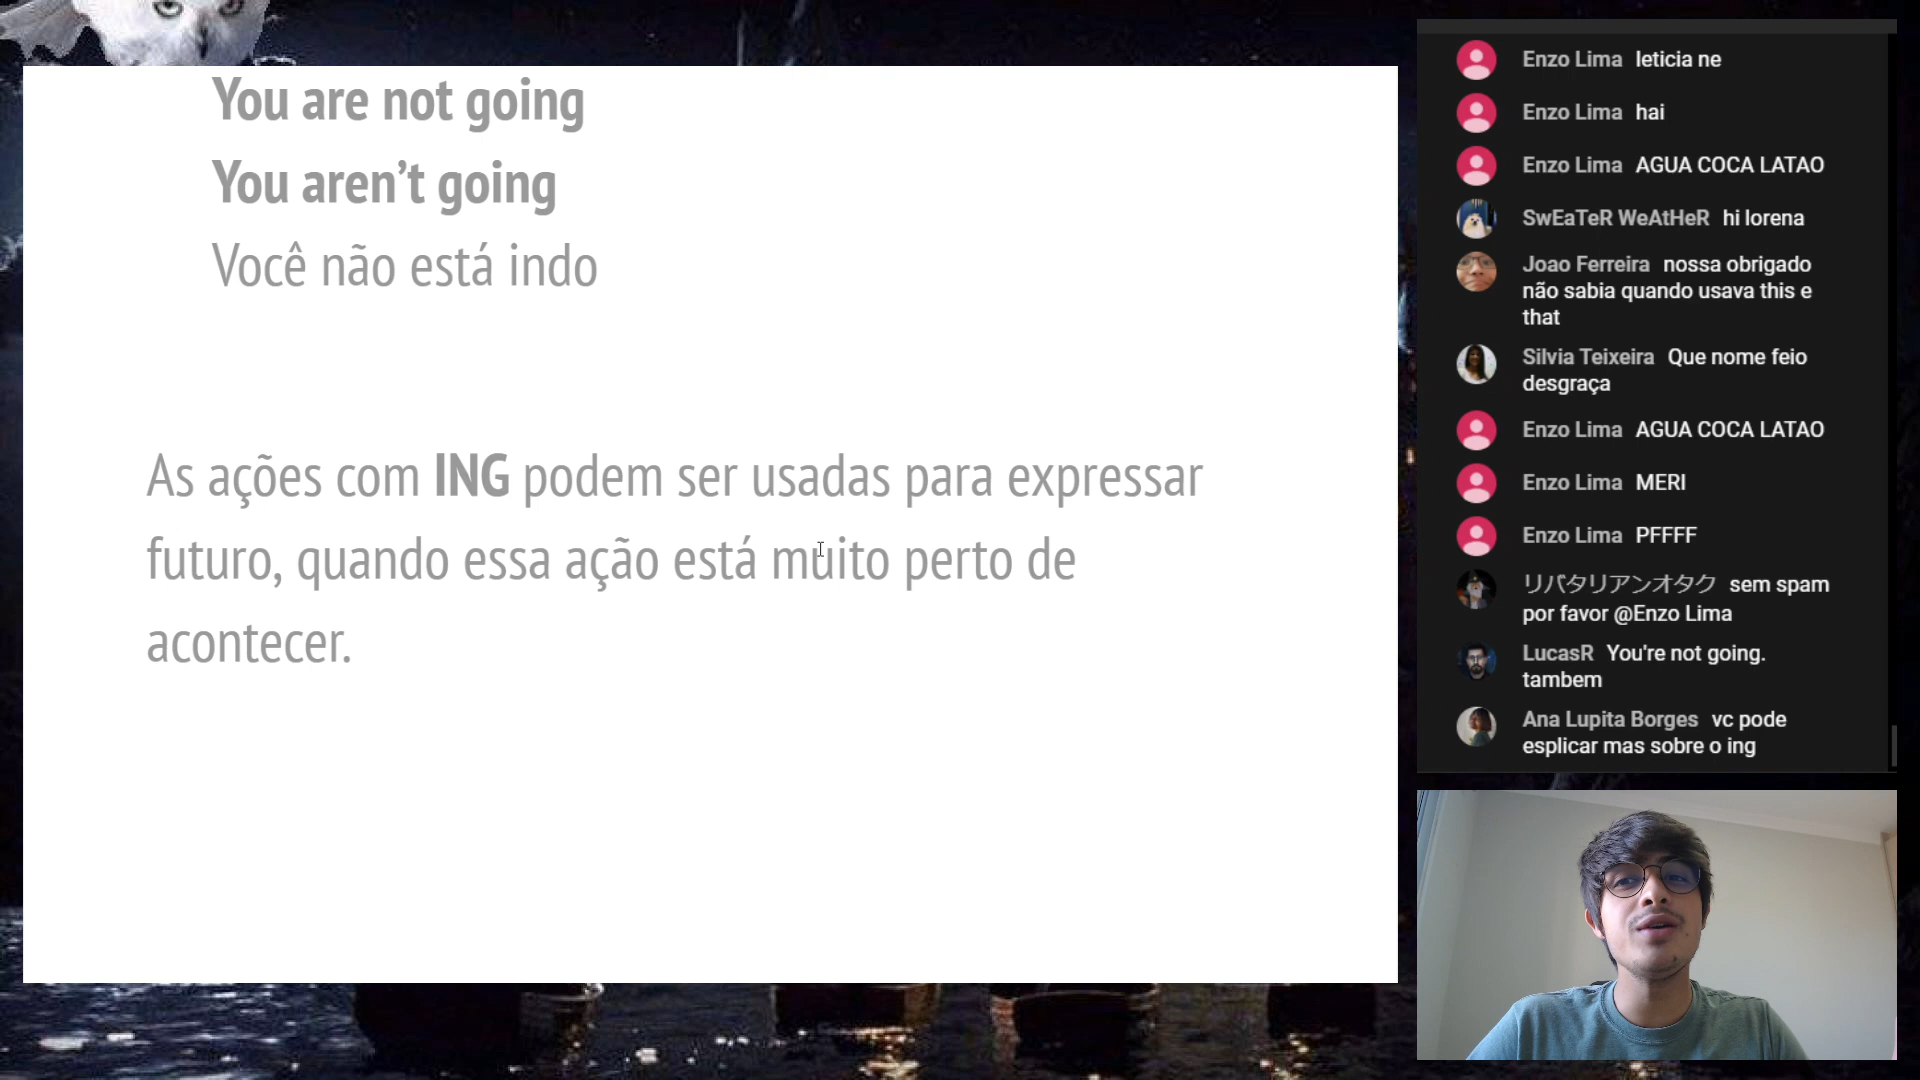 You are not going
You aren’t going
Você não está indo
As ações com ING podem ser usadas para expressar
futuro, quando essa ação está muito perto de
acontecer.
Enzo Lima leticia ne
Enzo Lima hai
Enzo Lima AGUA COCA LATAO
SwEaTeR WeAtHeR hi lorena
Joao Ferreira nossa obrigado
não sabia quando usava this e
that
Silvia Teixeira Que nome feio
desgraça
Enzo Lima AGUA COCA LATAO
Enzo Lima MERI
Enzo Lima PFFFF
リバタリアンオタク sem spam
por favor @Enzo Lima
LucasR You're not going.
tambem
Ana Lupita Borges vc pode
esplicar mas sobre o ing